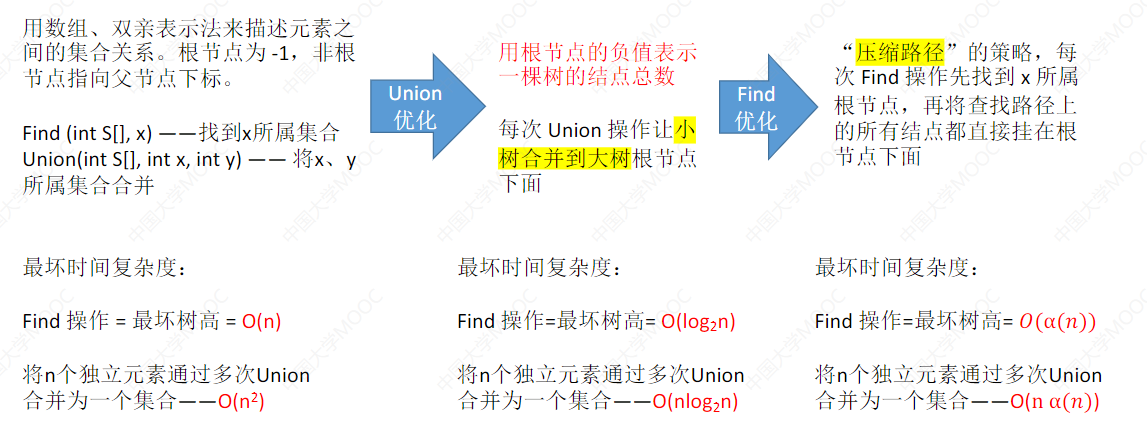 用数组、双亲表示法来描述元素之
间的集合关系。根节点为 -1，非根
节点指向父节点下标。
Find (int S[], x) ——找到x所属集合
Union(int S[], int x, int y) —— 将x、y
所属集合合并
Union
优化
用根节点的负值表示
一棵树的结点总数
每次 Union 操作让小
树合并到大树根节点
下面
Find
优化
“压缩路径”的策略，每
次 Find 操作先找到 x 所属
根节点，再将查找路径上
的所有结点都直接挂在根
节点下面
最坏时间复杂度：
Find 操作 = 最坏树高 = O(n)
将n个独立元素通过多次Union
合并为一个集合——O(n²)
最坏时间复杂度：
Find 操作=最坏树高= O(log₂n)
将n个独立元素通过多次Union
合并为一个集合——O(nlog₂n)
最坏时间复杂度：
Find 操作=最坏树高= O(α(n))
将n个独立元素通过多次Union
合并为一个集合——O(n α(n))
中国大学MOOC